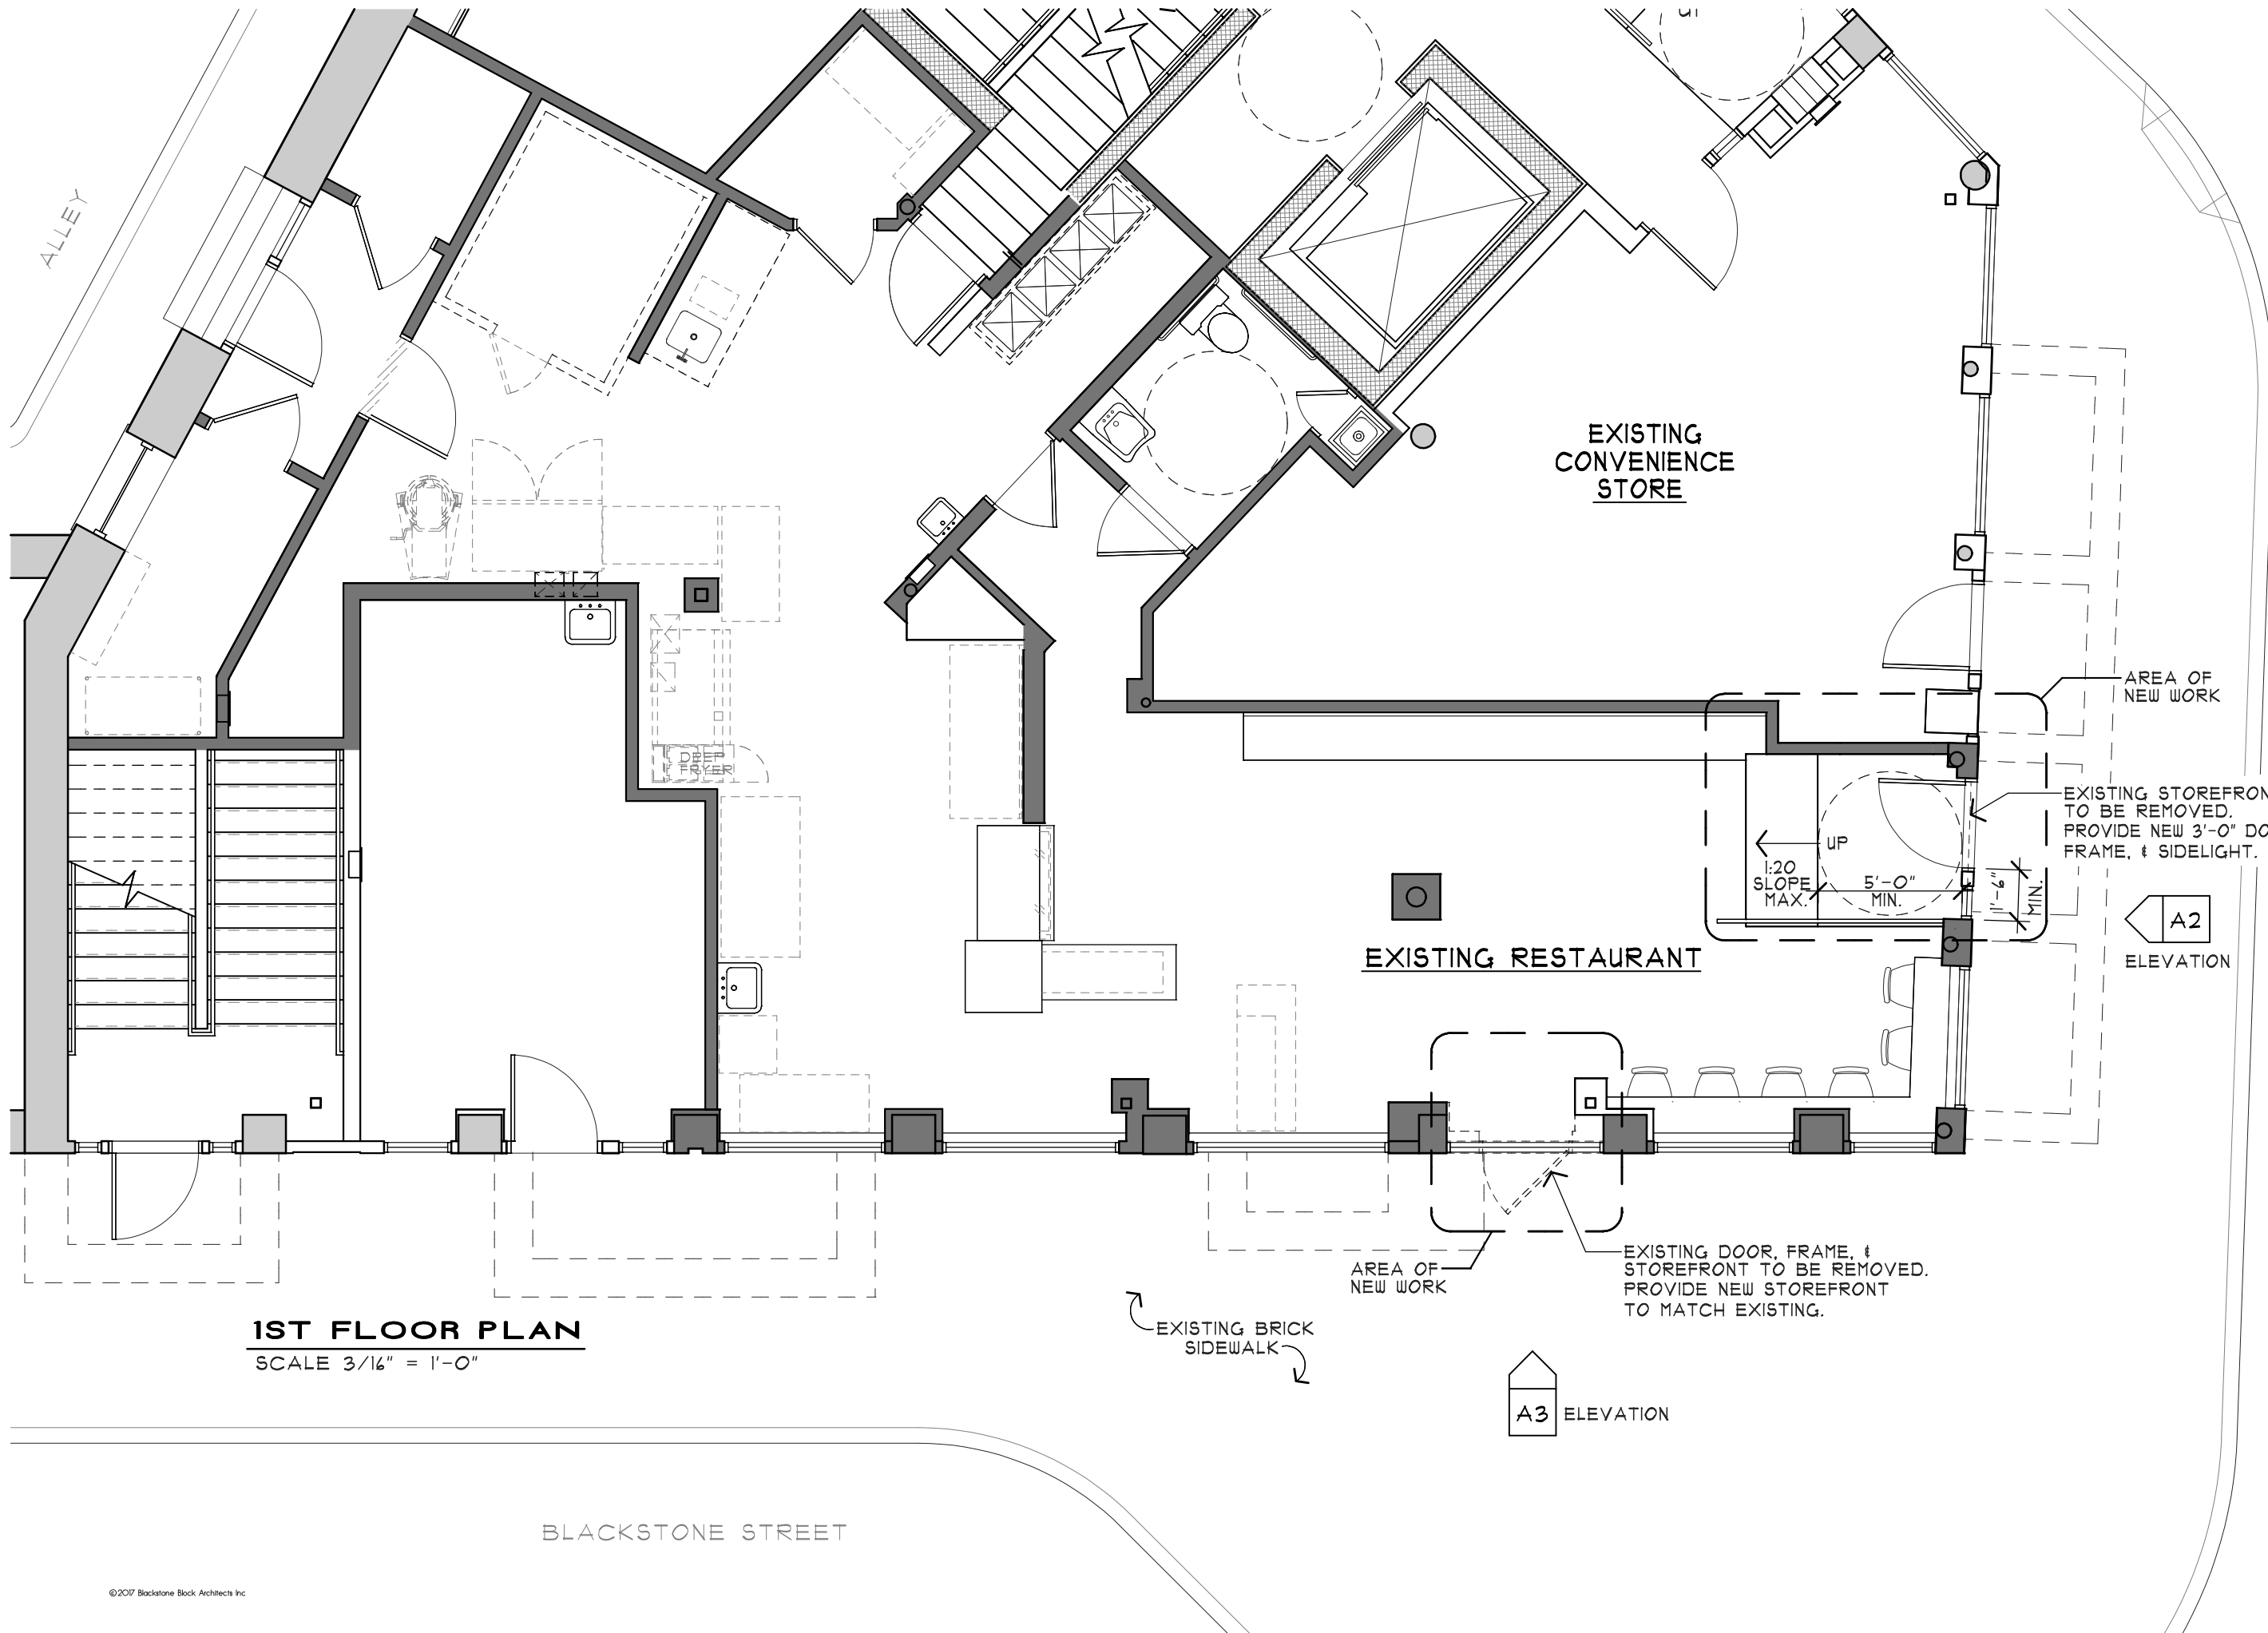 UP
ALLEY
EXISTING
CONVENIENCE
STORE
AREA OF
NEW WORK
DEEP
FRYER
EXISTING STOREFRON
TO BE REMOVED.
PROVIDE NEW 3'-0" DO
FRAME, & SIDELIGHT.
UP
1:20
SLOPE
MAX.
5'-0"
MIN.
1'-6"
MIN.
A2
ELEVATION
EXISTING RESTAURANT
EXISTING DOOR, FRAME, &
STOREFRONT TO BE REMOVED.
PROVIDE NEW STOREFRONT
TO MATCH EXISTING.
AREA OF
NEW WORK
EXISTING BRICK
SIDEWALK
1ST FLOOR PLAN
SCALE 3/16" = 1'-0"
A3 ELEVATION
BLACKSTONE STREET
©2017 Blackstone Block Architects Inc